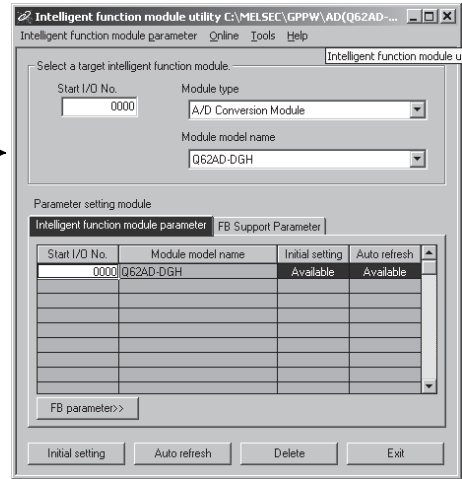 Intelligent function module utility C:\MELSEC\GPPW\AD(Q62AD-...
Intelligent function module parameter Online Tools Help
Intelligent function module u
Select a target intelligent function module.
Start I/O No. Module type
0000 A/D Conversion Module
Module model name
Q62AD-DGH
Parameter setting module
Intelligent function module parameter FB Support Parameter
Start I/O No. Module model name Initial setting Auto refresh
0000 Q62AD-DGH Available Available
FB parameter>>
Initial setting Auto refresh Delete Exit